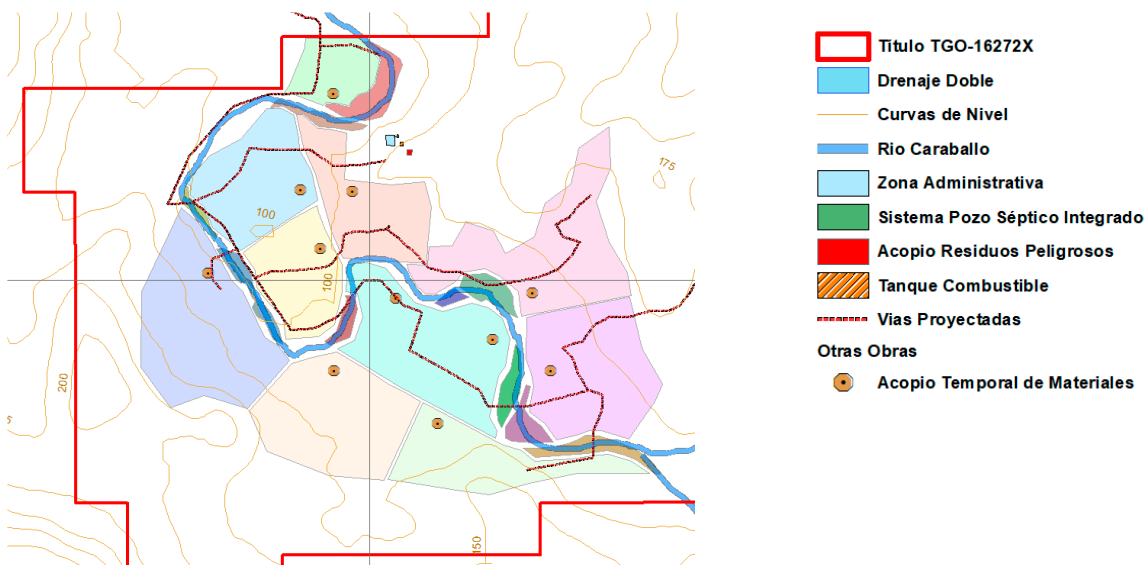 175
100
100
200
150
Título TGO-16272X
Drenaje Doble
Curvas de Nivel
Rio Caraballo
Zona Administrativa
Sistema Pozo Séptico Integrado
Acopio Residuos Peligrosos
Tanque Combustible
Vias Proyectadas
Otras Obras
Acopio Temporal de Materiales